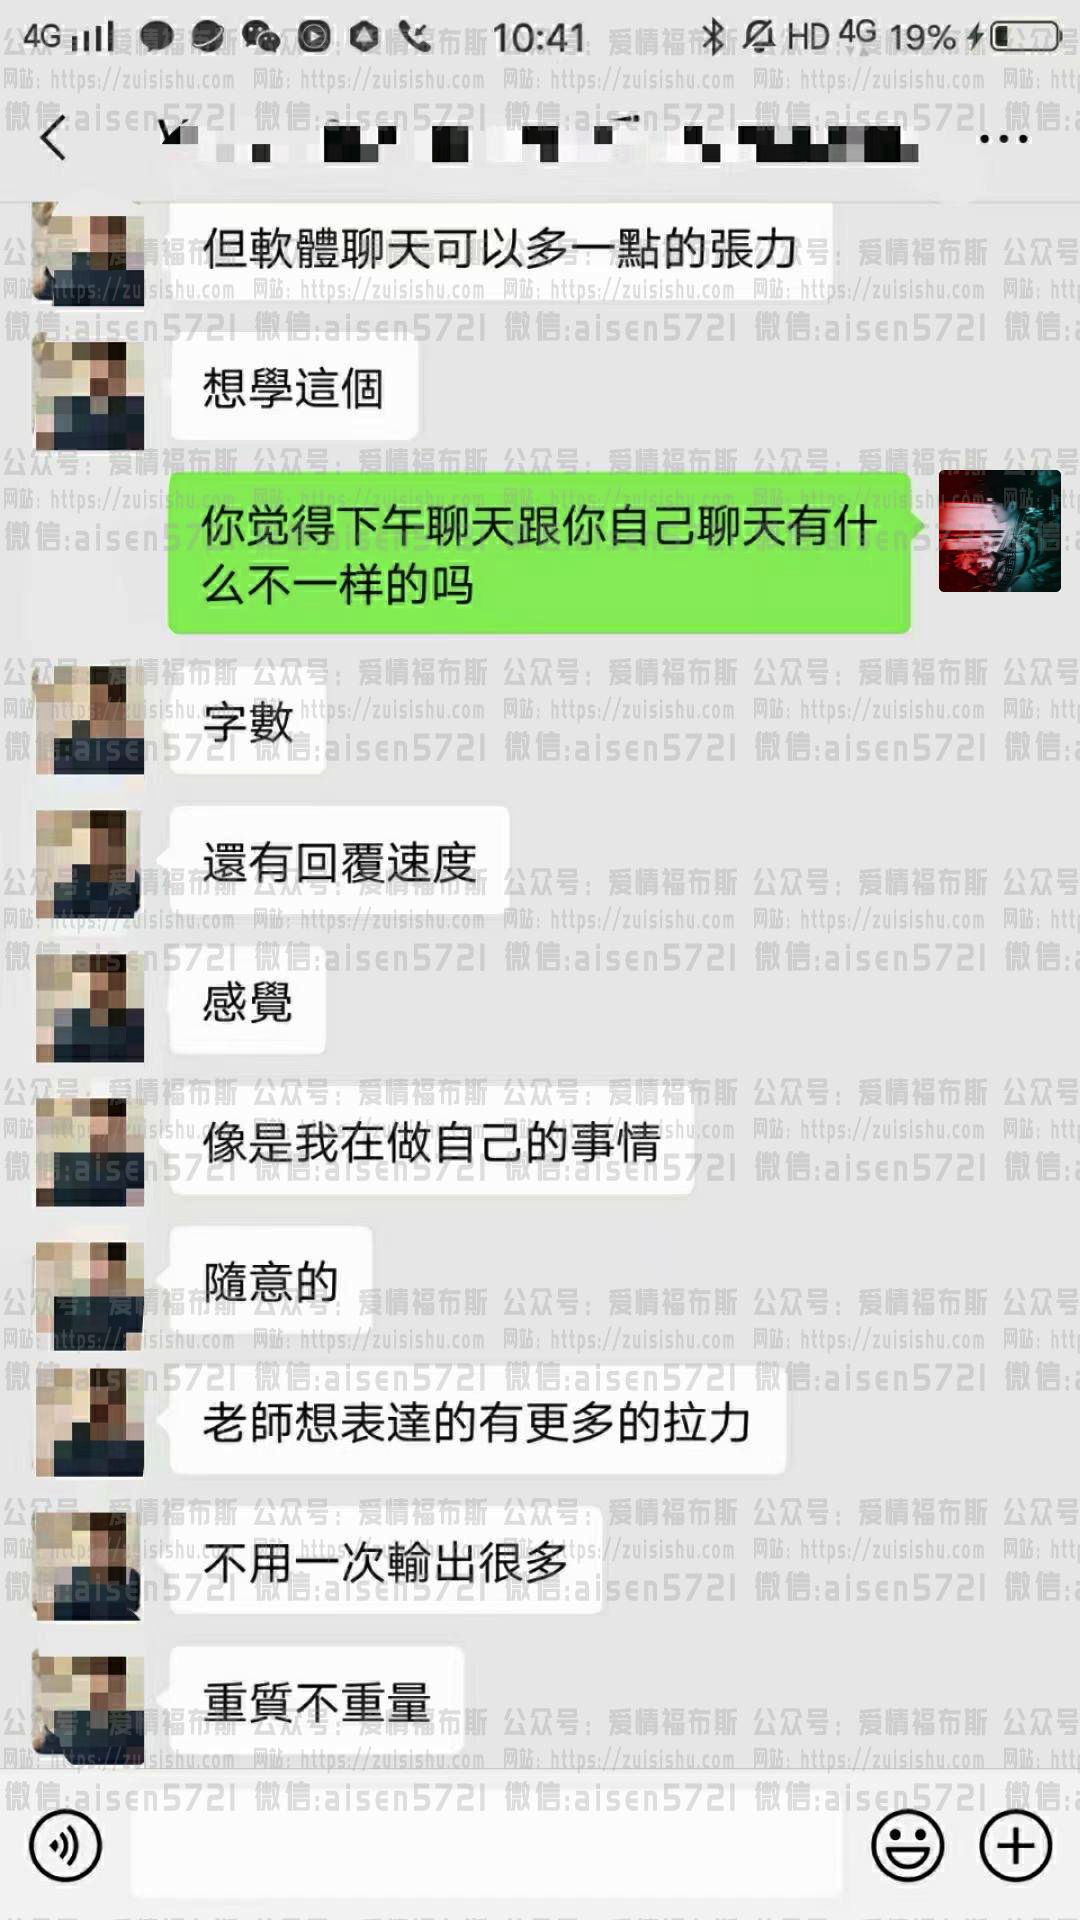 4G 10:41 HD 4G 19%
但軟體聊天可以多一點的張力
想學這個
你觉得下午聊天跟你自己聊天有什
么不一样的吗
字數
還有回覆速度
感覺
像是我在做自己的事情
隨意的
老師想表達的有更多的拉力
不用一次輸出很多
重質不重量
公众号：爱情福布斯
网站：https://zuisishu.com
微信:aisen5721